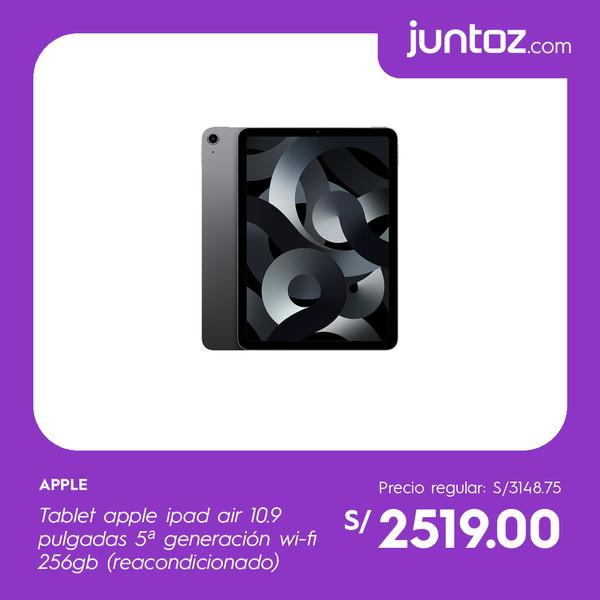 juntoz.com
APPLE
Tablet apple ipad air 10.9
pulgadas 5ª generación wi-fi
256gb (reacondicionado)
Precio regular: S/3148.75
S/ 2519.00